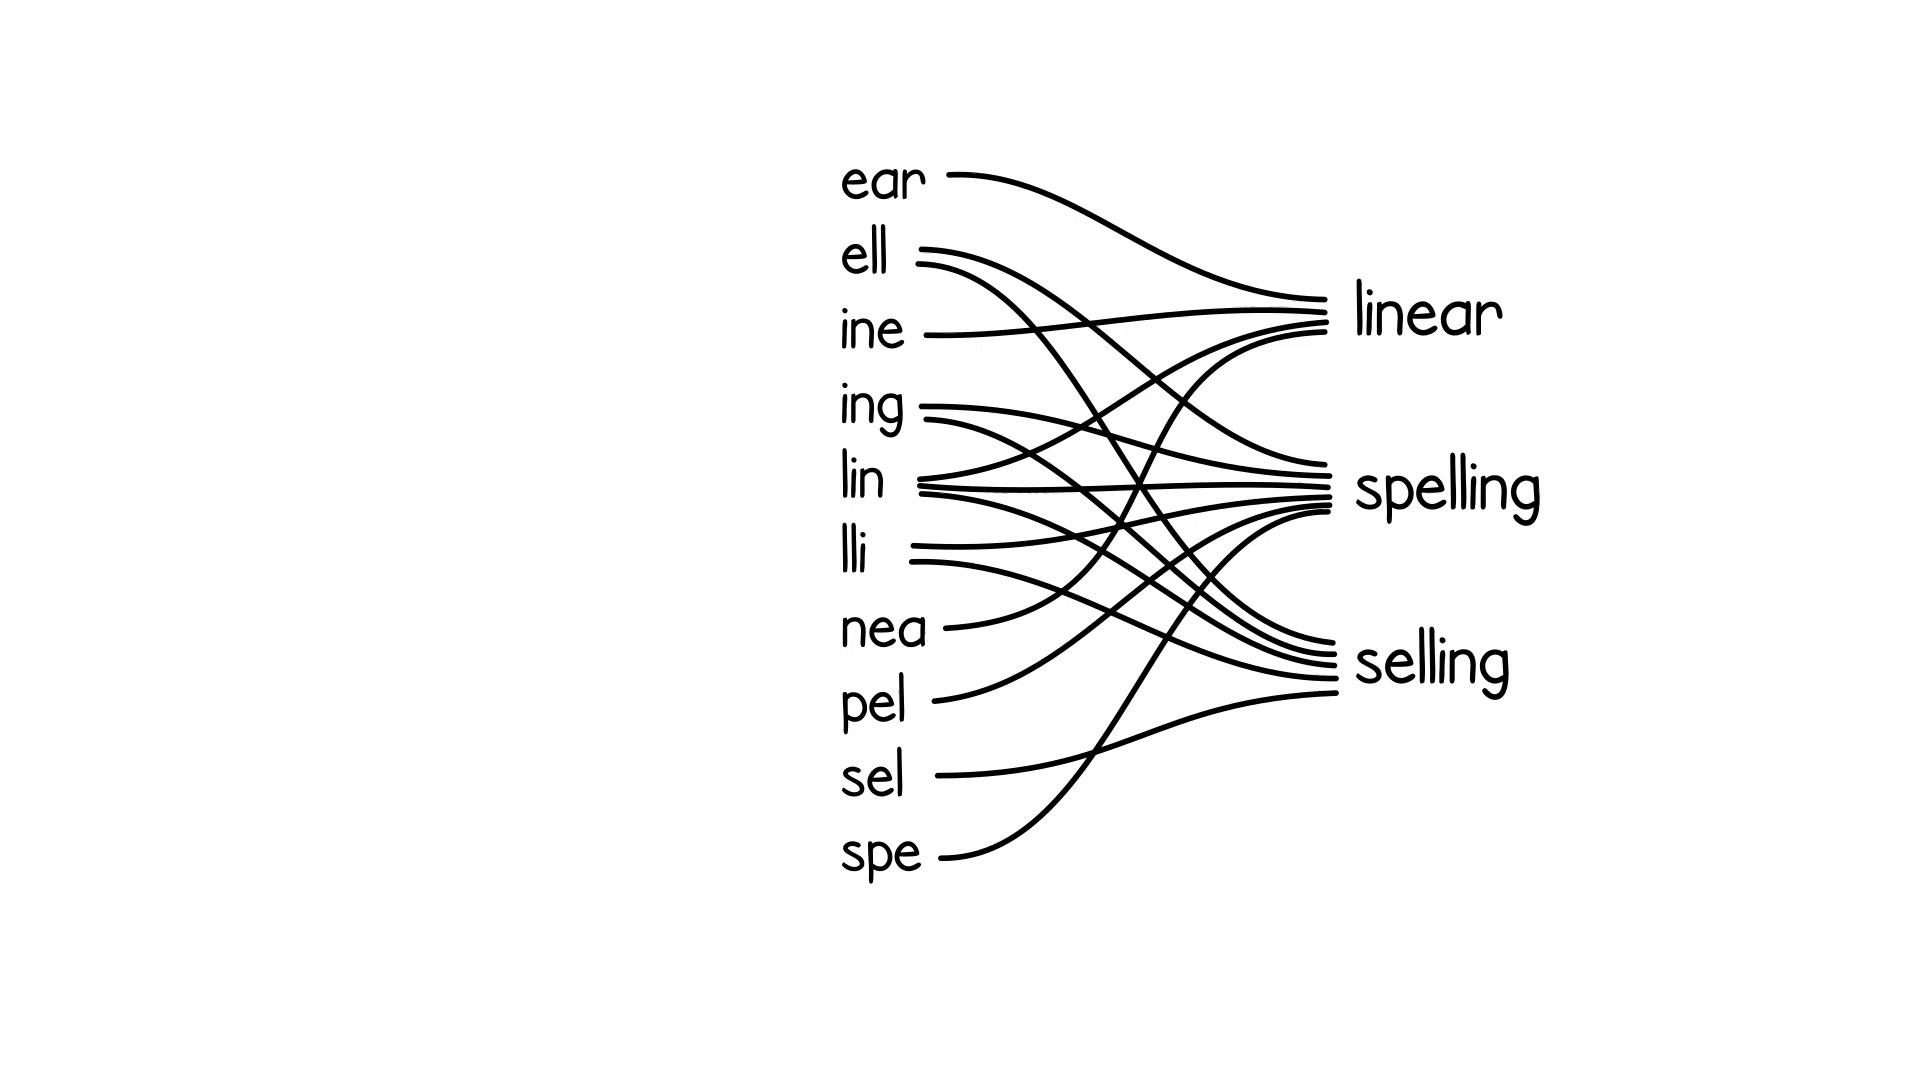 ear
ell
ine
ing
lin
lli
nea
pel
sel
spe
linear
spelling
selling